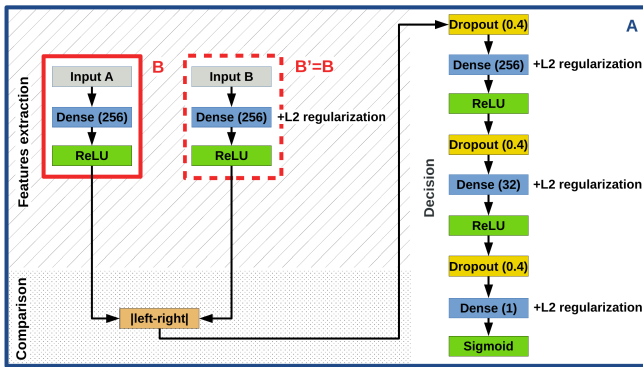 Features extraction
B
Input A
Dense (256)
ReLU
B'=B
Input B
Dense (256)
+L2 regularization
ReLU
Comparison
|left-right|
Decision
A
Dropout (0.4)
Dense (256)
+L2 regularization
ReLU
Dropout (0.4)
Dense (32)
+L2 regularization
ReLU
Dropout (0.4)
Dense (1)
+L2 regularization
Sigmoid